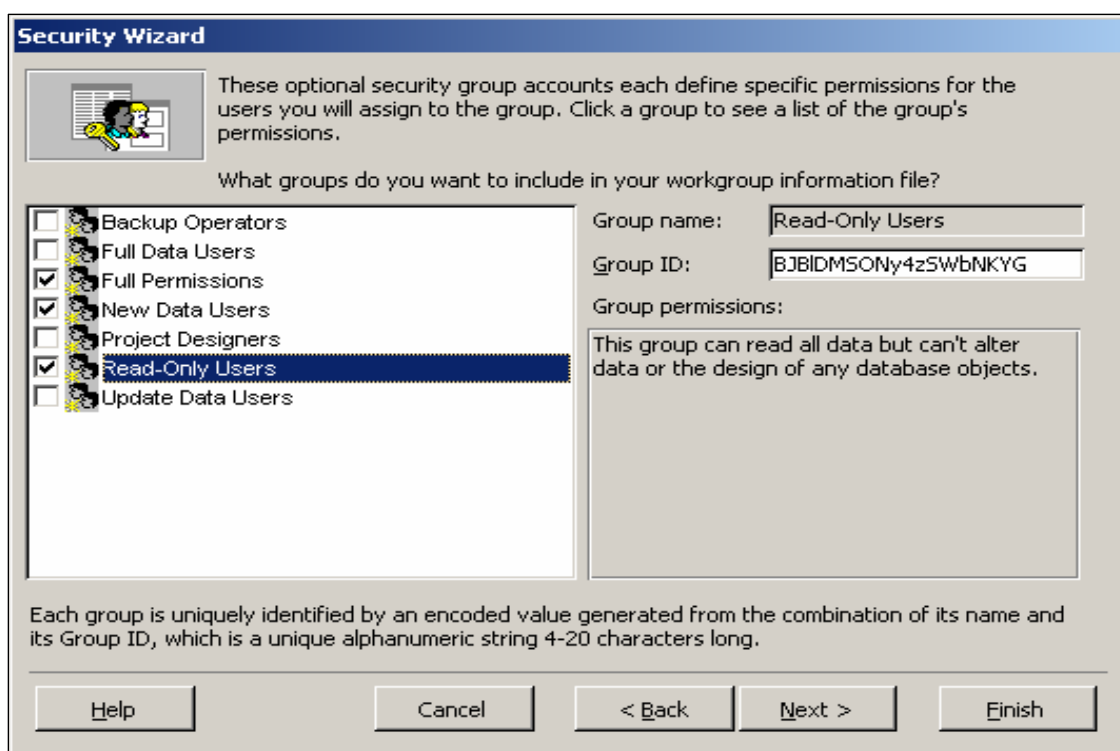 Security Wizard
These optional security group accounts each define specific permissions for the
users you will assign to the group. Click a group to see a list of the group's
permissions.
What groups do you want to include in your workgroup information file?
Backup Operators
Full Data Users
Full Permissions
New Data Users
Project Designers
Read-Only Users
Update Data Users
Group name:
Read-Only Users
Group ID:
BJBlDMSONy4zSWbNKYG
Group permissions:
This group can read all data but can't alter
data or the design of any database objects.
Each group is uniquely identified by an encoded value generated from the combination of its name and
its Group ID, which is a unique alphanumeric string 4-20 characters long.
Help
Cancel
< Back
Next >
Finish